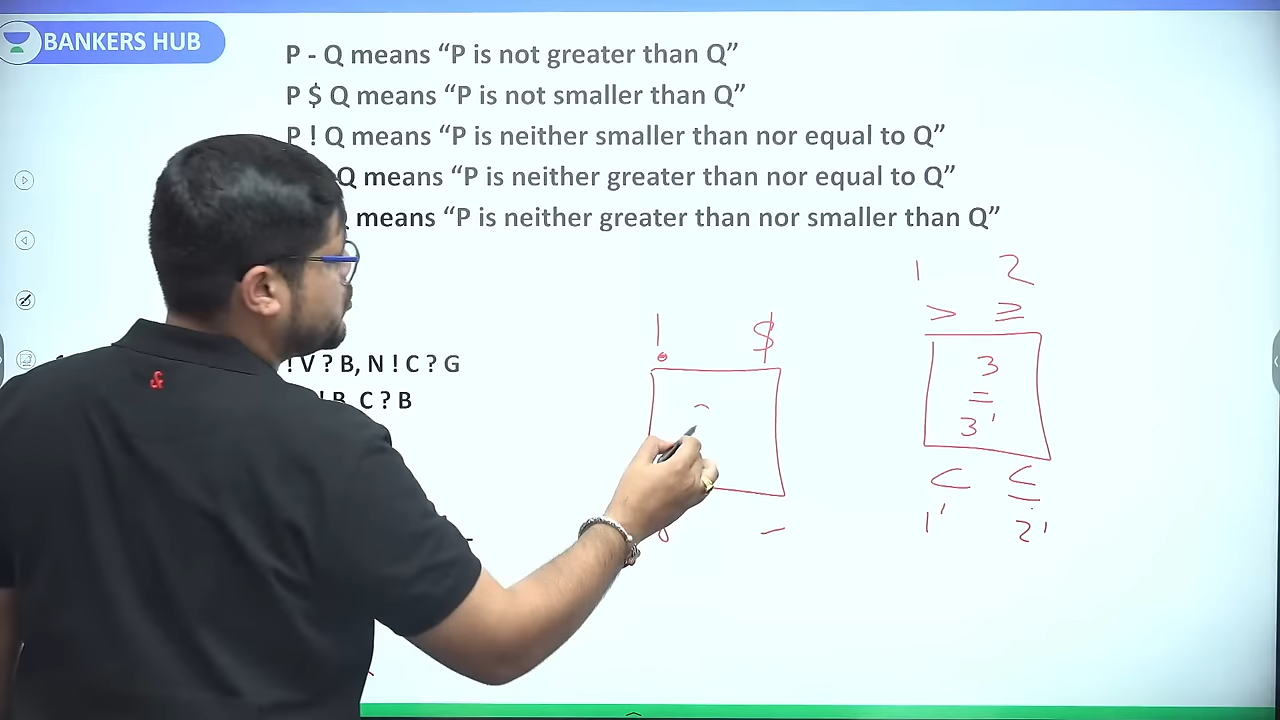 BANKERS HUB
P - Q means “P is not greater than Q”
P $ Q means “P is not smaller than Q”
P ! Q means “P is neither smaller than nor equal to Q”
Q means “P is neither greater than nor equal to Q”
means “P is neither greater than nor smaller than Q”
1 2
> ≥
! $
3
=
3'
! V ? B, N ! C ? G
B, C ? B
< ≤
1' 2'
-